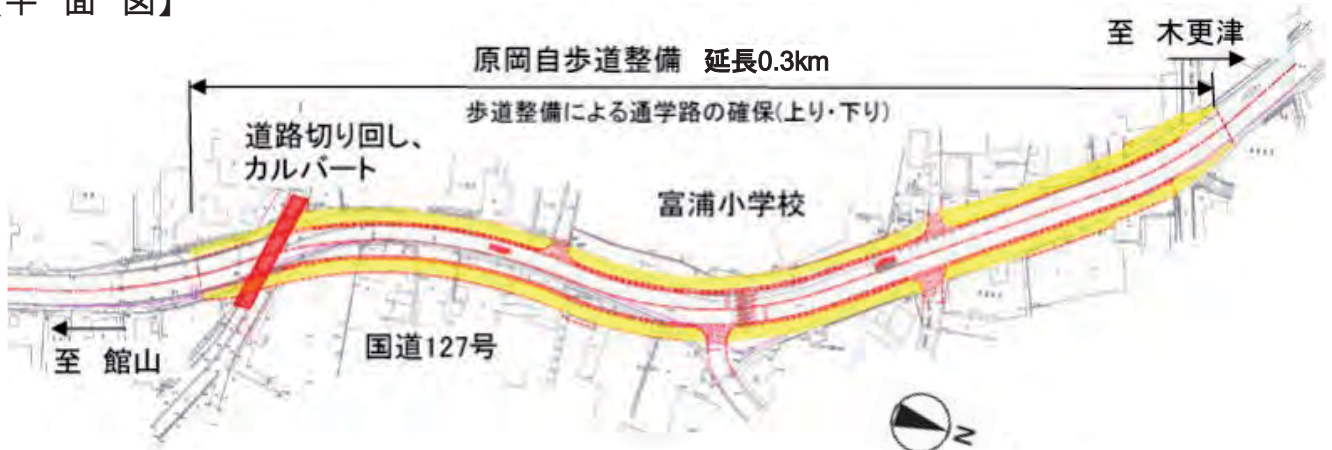 【平 面 図】
至 木更津
原岡自歩道整備 延長0.3km
歩道整備による通学路の確保(上り・下り)
道路切り回し、
カルバート
富浦小学校
国道127号
至 館山
N